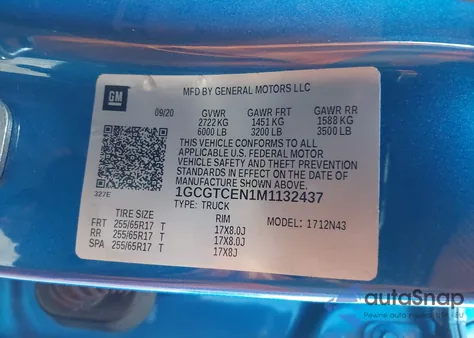 GM
MFD BY GENERAL MOTORS LLC
09/20 GVWR GAWR FRT GAWR RR
2722 KG 1451 KG 1588 KG
6000 LB 3200 LB 3500 LB
THIS VEHICLE CONFORMS TO ALL
APPLICABLE U.S. FEDERAL MOTOR
VEHICLE SAFETY AND THEFT PREVENTION
STANDARDS IN EFFECT ON THE DATE OF
MANUFACTURE SHOWN ABOVE.
327E
1GCGTCEN1M1132437
TYPE: TRUCK
TIRE SIZE RIM MODEL: 1712N43
FRT 255/65R17 T 17X8.0J
RR 255/65R17 T 17X8.0J
SPA 255/65R17 T 17X8J
autoSnap
Pewne auto